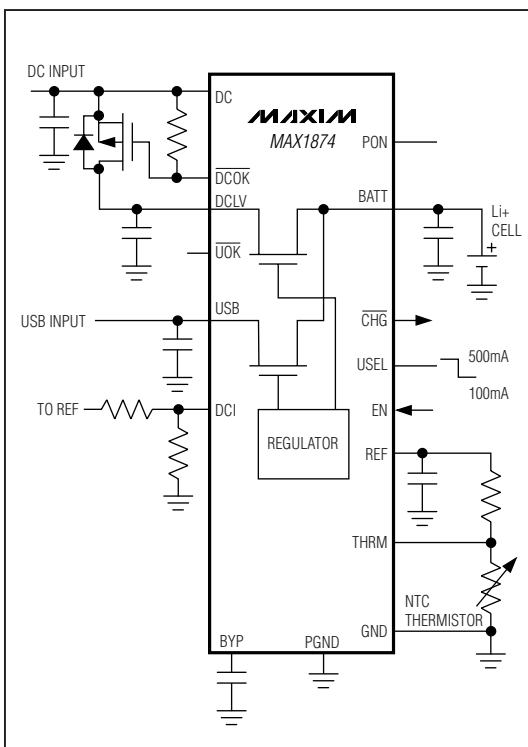 DC INPUT
DC
MAXIM
MAX1874
PON
DCOK
DCLV
BATT
Li+
CELL
+
UOK
USB
USB INPUT
CHG
500mA
USEL
100mA
TO REF
DCI
EN
REGULATOR
REF
THRM
NTC
THERMISTOR
GND
BYP
PGND